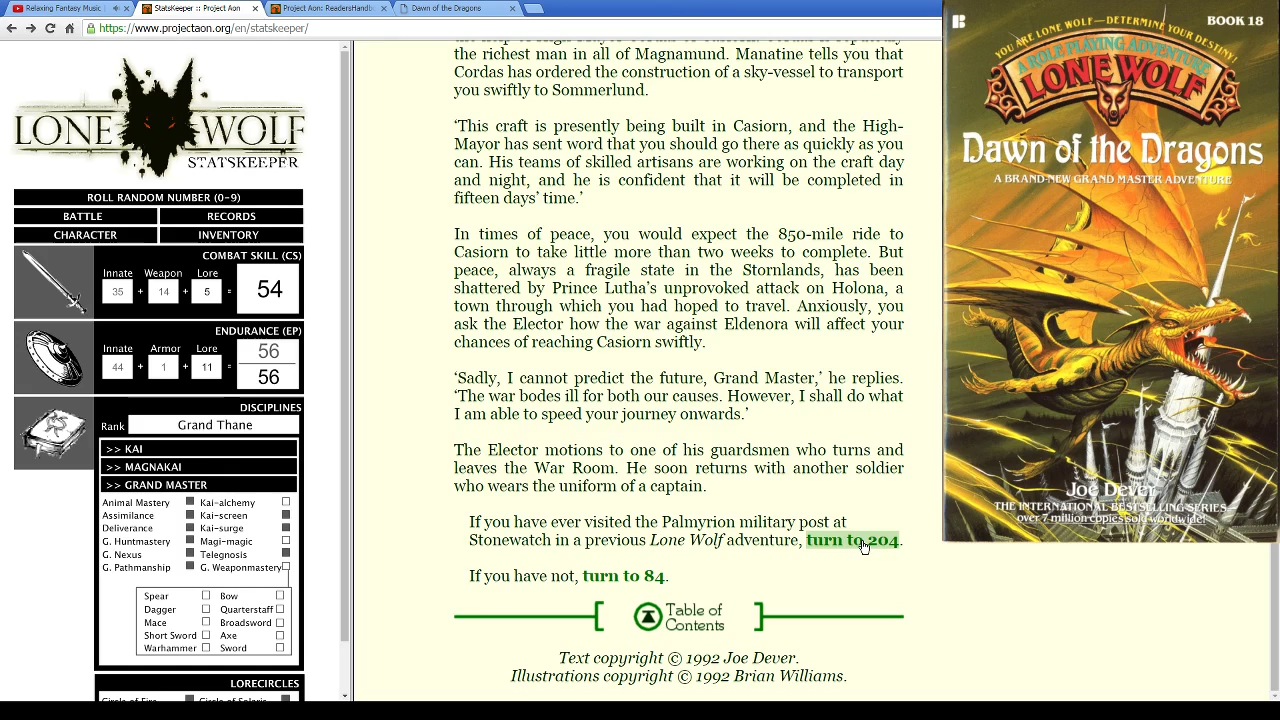 Relaxing Fantasy Music
StatsKeeper :: Project Aon
Project Aon: ReadersHandb
Dawn of the Dragons
https://www.projectaon.org/en/statskeeper/
LONE WOLF
STATSKEEPER
ROLL RANDOM NUMBER (0-9)
BATTLE RECORDS
CHARACTER INVENTORY
COMBAT SKILL (CS)
Innate Weapon Lore
35 + 14 + 5 = 54
ENDURANCE (EP)
Innate Armor Lore
56
44 + 1 + 11 =
56
DISCIPLINES
Rank Grand Thane
>> KAI
>> MAGNAKAI
>> GRAND MASTER
Animal Mastery Kai-alchemy
Assimilance Kai-screen
Deliverance Kai-surge
G. Huntmastery Magi-magic
G. Nexus Telegnosis
G. Pathmanship G. Weaponmastery
Spear Bow
Dagger Quarterstaff
Mace Broadsword
Short Sword Axe
Warhammer Sword
LORECIRCLES
Circle of Fire Circle of Solaris
the richest man in all of Magnamund. Manatine tells you that
Cordas has ordered the construction of a sky-vessel to transport
you swiftly to Sommerlund.
‘This craft is presently being built in Casiorn, and the High-
Mayor has sent word that you should go there as quickly as you
can. His teams of skilled artisans are working on the craft day
and night, and he is confident that it will be completed in
fifteen days’ time.’
In times of peace, you would expect the 850-mile ride to
Casiorn to take little more than two weeks to complete. But
peace, always a fragile state in the Stornlands, has been
shattered by Prince Lutha’s unprovoked attack on Holona, a
town through which you had hoped to travel. Anxiously, you
ask the Elector how the war against Eldenora will affect your
chances of reaching Casiorn swiftly.
‘Sadly, I cannot predict the future, Grand Master,’ he replies.
‘The war bodes ill for both our causes. However, I shall do what
I am able to speed your journey onwards.’
The Elector motions to one of his guardsmen who turns and
leaves the War Room. He soon returns with another soldier
who wears the uniform of a captain.
If you have ever visited the Palmyrion military post at
Stonewatch in a previous Lone Wolf adventure, turn to 204.
If you have not, turn to 84.
Table of
Contents
Text copyright © 1992 Joe Dever.
Illustrations copyright © 1992 Brian Williams.
B
BOOK 18
YOU ARE LONE WOLF—DETERMINE YOUR DESTINY!
A ROLE PLAYING ADVENTURE
LONE WOLF
Dawn of the Dragons
A BRAND-NEW GRAND MASTER ADVENTURE
Joe Dever
THE INTERNATIONAL BESTSELLING SERIES—
over 7 million copies sold worldwide!